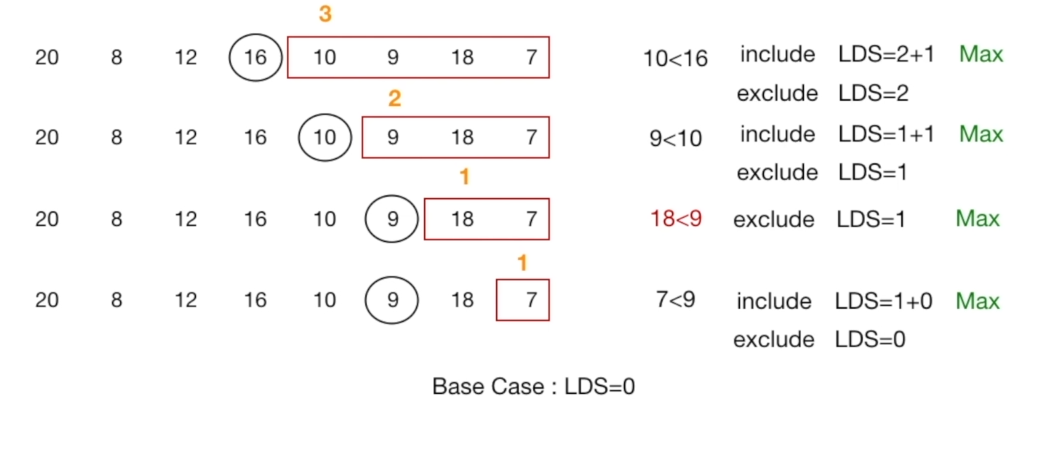 3
20 8 12 16 10 9 18 7 10<16 include LDS=2+1 Max
exclude LDS=2
2
20 8 12 16 10 9 18 7 9<10 include LDS=1+1 Max
exclude LDS=1
1
20 8 12 16 10 9 18 7 18<9 exclude LDS=1 Max
1
20 8 12 16 10 9 18 7 7<9 include LDS=1+0 Max
exclude LDS=0
Base Case : LDS=0